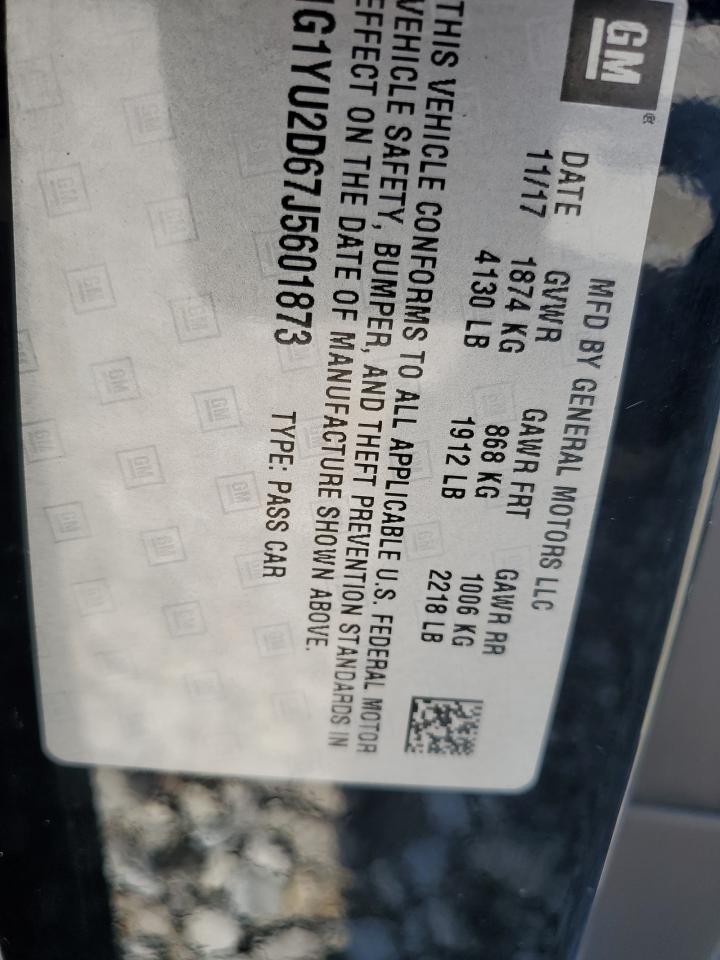 GM®
MFD BY GENERAL MOTORS LLC
DATE GVWR GAWR FRT GAWR RR
11/17 1874 KG 868 KG 1006 KG
4130 LB 1912 LB 2218 LB
THIS VEHICLE CONFORMS TO ALL APPLICABLE U.S. FEDERAL MOTOR
VEHICLE SAFETY, BUMPER, AND THEFT PREVENTION STANDARDS IN
EFFECT ON THE DATE OF MANUFACTURE SHOWN ABOVE.
1G1YU2D67J5601873 TYPE: PASS CAR